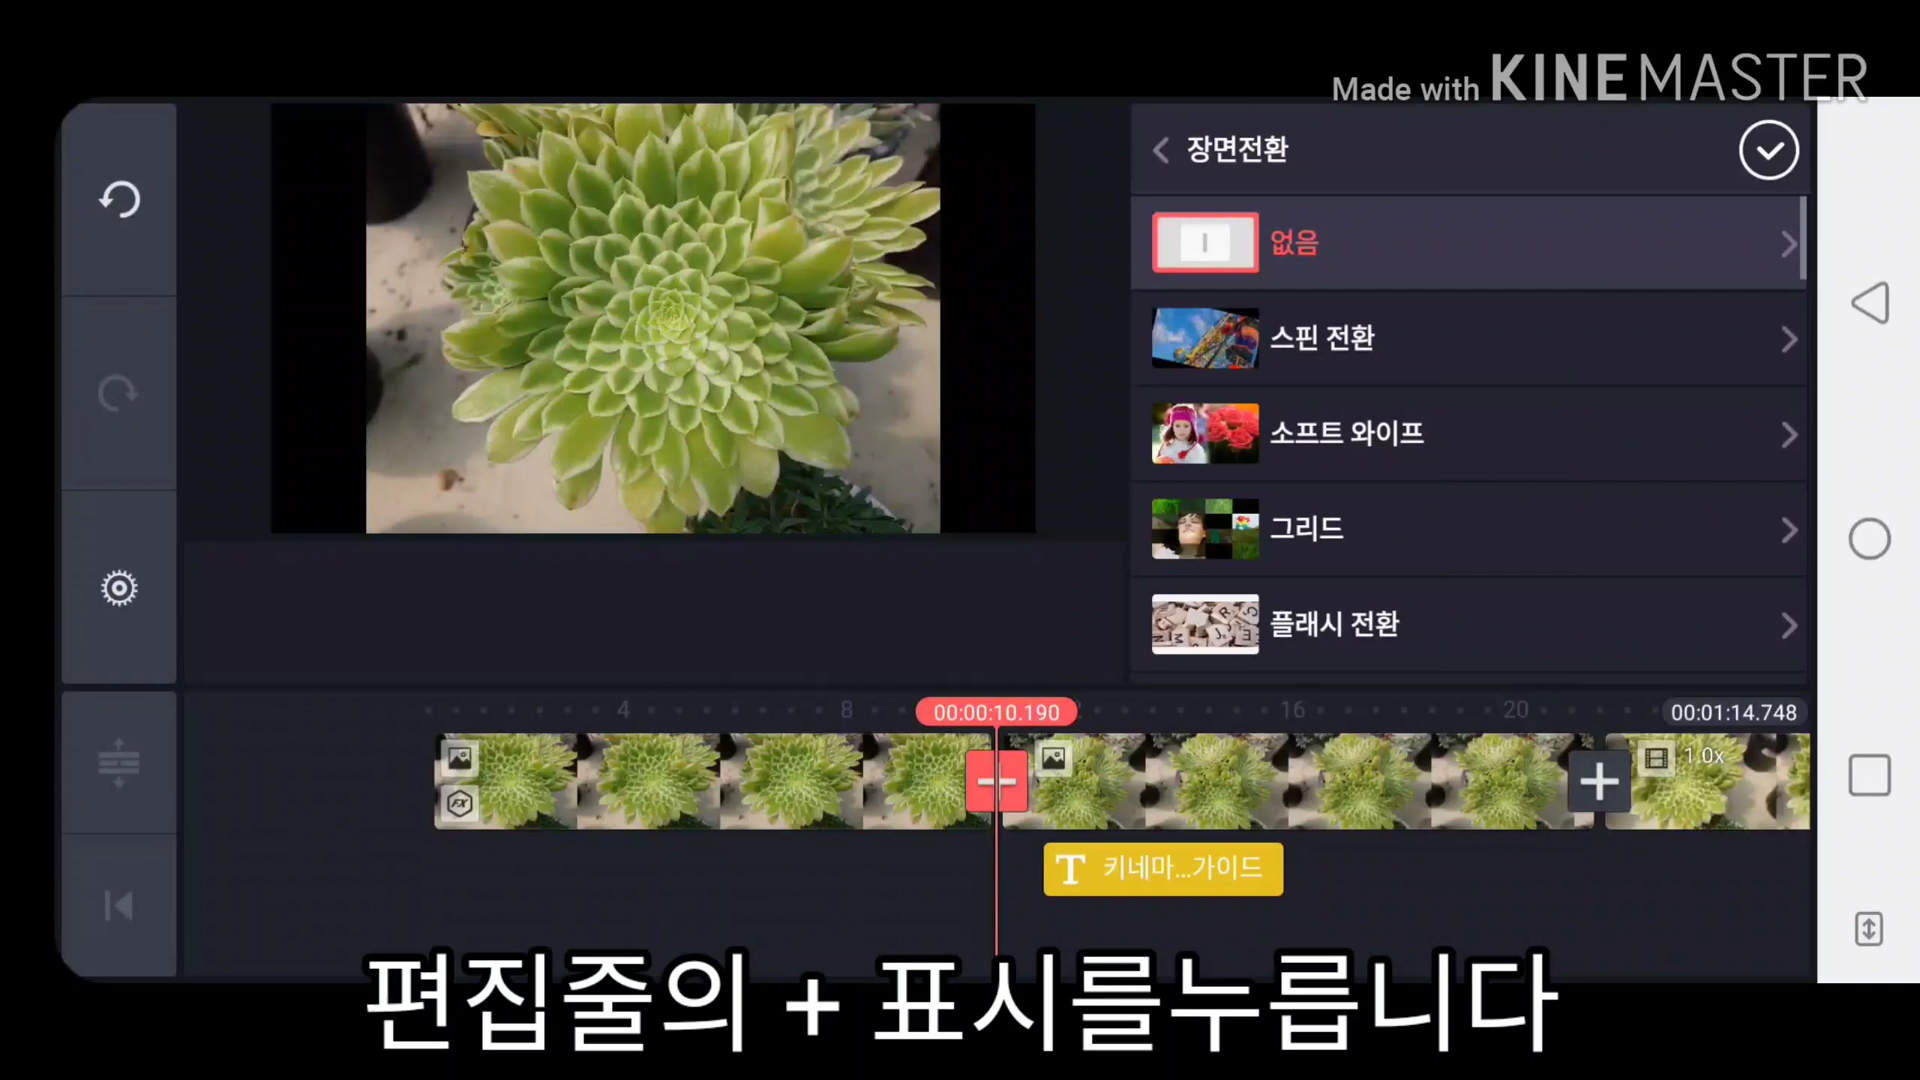 Made with KINEMASTER
장면전환
없음
스핀 전환
소프트 와이프
그리드
플래시 전환
4 8 00:00:10.190 16 20 00:01:14.748
1.0x
T 키네마...가이드
편집줄의 + 표시를누릅니다